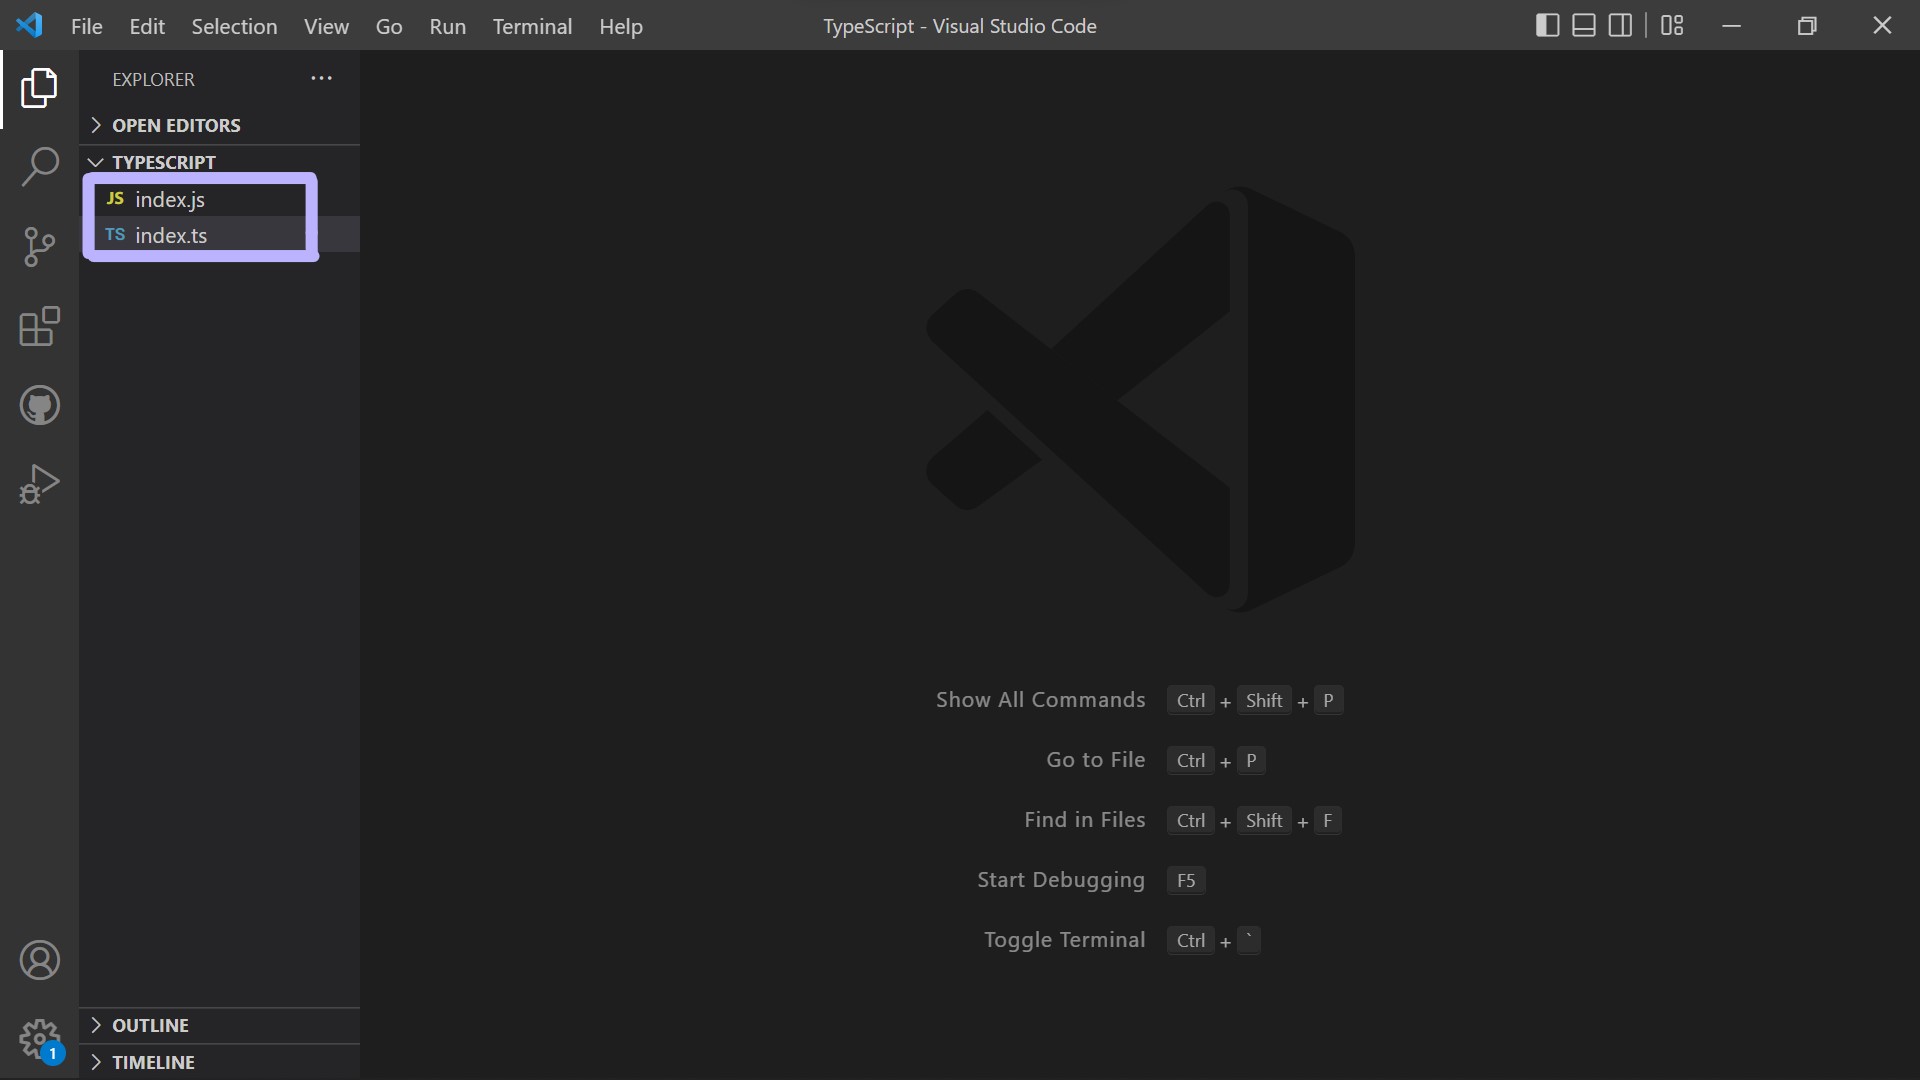 File Edit Selection View Go Run Terminal Help TypeScript - Visual Studio Code
EXPLORER ···
OPEN EDITORS
TYPESCRIPT
JS index.js
TS index.ts
Show All Commands Ctrl + Shift + P
Go to File Ctrl + P
Find in Files Ctrl + Shift + F
Start Debugging F5
Toggle Terminal Ctrl + `
OUTLINE
1
TIMELINE